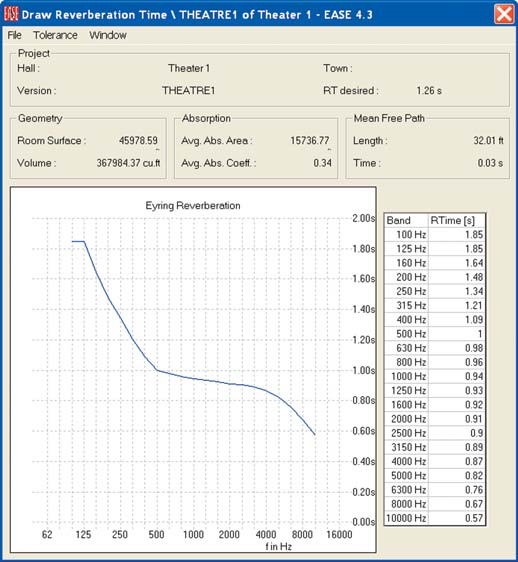 EASE Draw Reverberation Time \ THEATRE1 of Theater 1 - EASE 4.3
File Tolerance Window
Project
Hall : Theater 1 Town :
Version : THEATRE1 RT desired : 1.26 s
Geometry
Room Surface : 45978.59
Volume : 367984.37 cu.ft
Absorption
Avg. Abs. Area : 15736.77
Avg. Abs. Coeff. : 0.34
Mean Free Path
Length : 32.01 ft
Time : 0.03 s
Eyring Reverberation
2.00s
1.80s
1.60s
1.40s
1.20s
1.00s
0.80s
0.60s
0.40s
0.20s
0.00s
62 125 250 500 1000 2000 4000 8000 16000
f in Hz
Band RTime [s]
100 Hz 1.85
125 Hz 1.85
160 Hz 1.64
200 Hz 1.48
250 Hz 1.34
315 Hz 1.21
400 Hz 1.09
500 Hz 1
630 Hz 0.98
800 Hz 0.96
1000 Hz 0.94
1250 Hz 0.93
1600 Hz 0.92
2000 Hz 0.91
2500 Hz 0.9
3150 Hz 0.89
4000 Hz 0.87
5000 Hz 0.82
6300 Hz 0.76
8000 Hz 0.67
10000 Hz 0.57